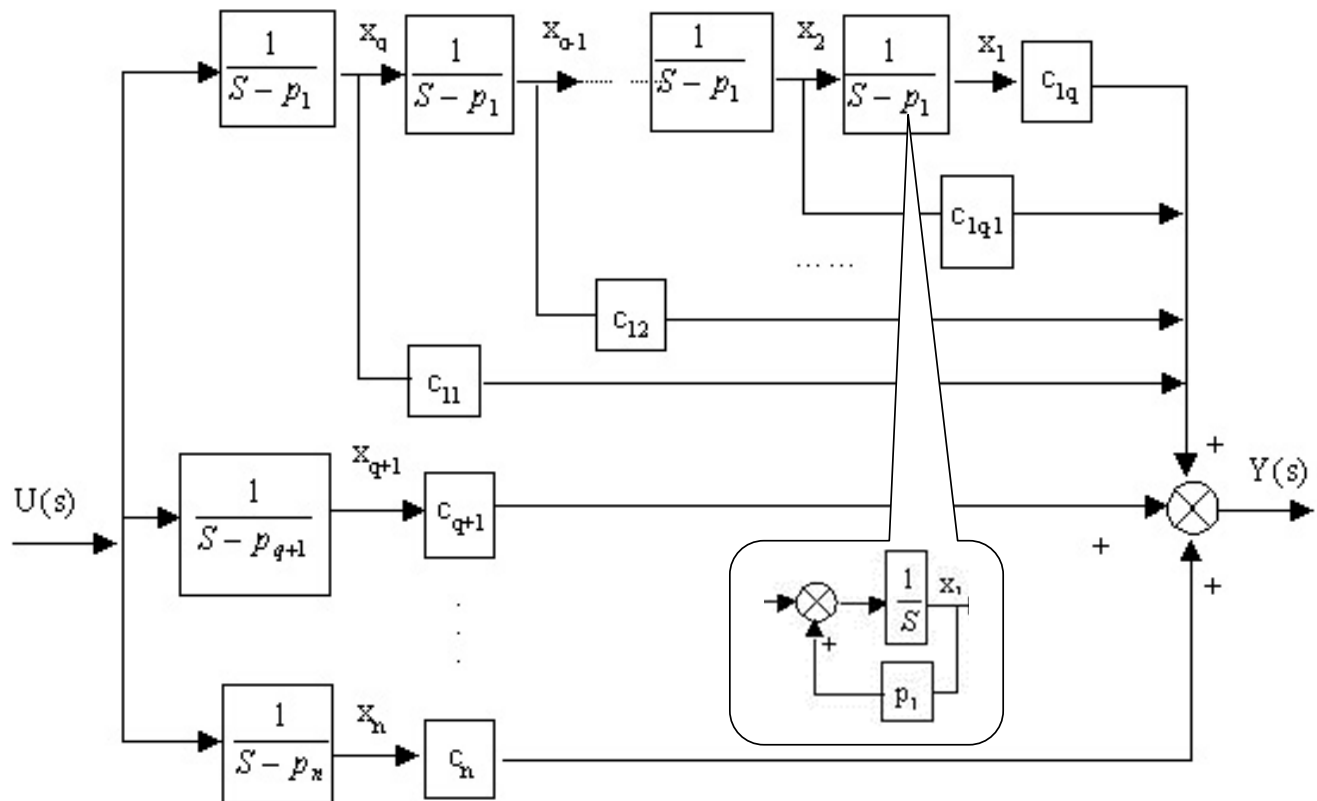 1
S - p1
xq
1
S - p1
xq-1
...... ...
1
S - p1
x2
1
S - p1
x1
c1q
c1q1
... ...
c12
c11
+
U(s)
1
S - pq+1
xq+1
cq+1
+
Y(s)
+
1
S
x1
+
p1
1
S - pn
xn
cn